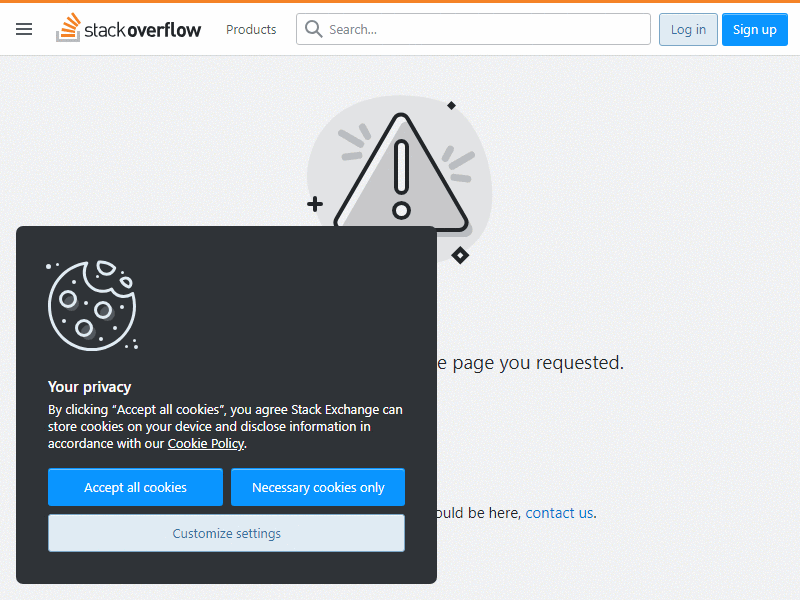 stackoverflow Products Search... Log in Sign up
e page you requested.
Your privacy
By clicking “Accept all cookies”, you agree Stack Exchange can
store cookies on your device and disclose information in
accordance with our Cookie Policy.
Accept all cookies Necessary cookies only
ould be here, contact us.
Customize settings